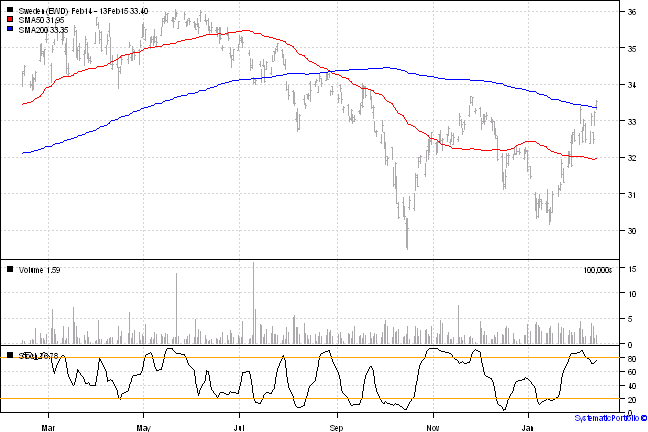 Sweden (EWD) Feb14 - 13Feb15 33.40
SMA50 31.95
SMA200 33.35
36
35
34
33
32
31
30
Volume 1.59
100,000s
15
10
5
0
80
60
40
20
0
Mar May Jul Sep Nov Jan
SystematicPortfolio ©